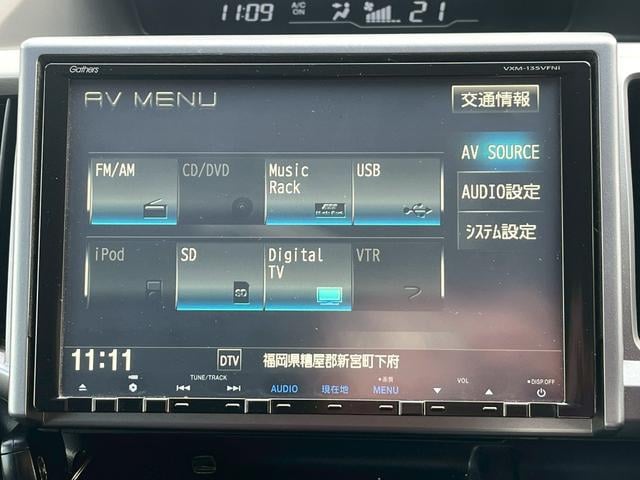 11:09 A/C ON 21
Gathers VXM-135VFNi
AV MENU 交通情報
AV SOURCE
FM/AM CD/DVD Music Rack USB
AUDIO設定
システム設定
iPod SD Digital TV VTR
SD
11:11 DTV 福岡県糟屋郡新宮町下府
TUNE/TRACK AUDIO 現在地 画質 MENU VOL DISP.OFF